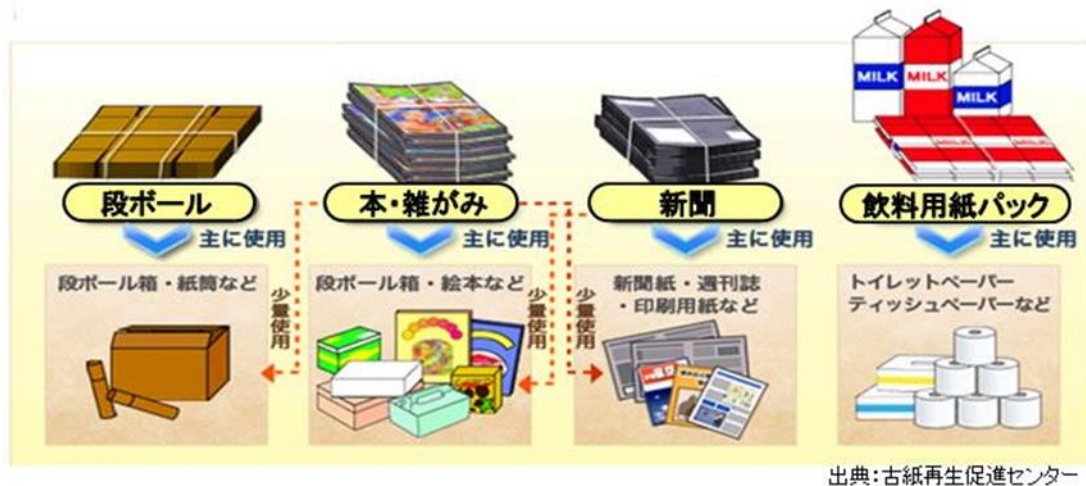 MILK
MILK
MILK
段ボール
本・雑がみ
新聞
飲料用紙パック
主に使用
主に使用
主に使用
主に使用
段ボール箱・紙筒など
少量使用
段ボール箱・絵本など
少量使用
少量使用
新聞紙・週刊誌
・印刷用紙など
トイレットペーパー
ティッシュペーパーなど
出典：古紙再生促進センター